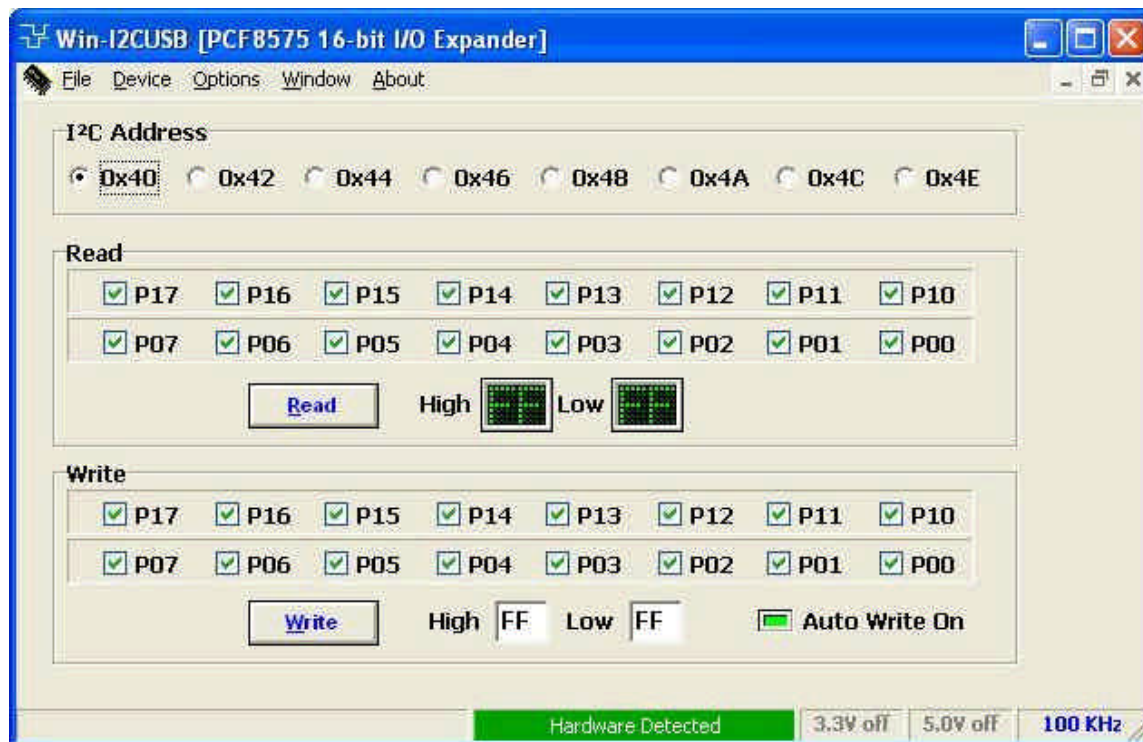 Win-I2CUSB [PCF8575 16-bit I/O Expander]
File Device Options Window About
I²C Address
0x40 0x42 0x44 0x46 0x48 0x4A 0x4C 0x4E
Read
P17 P16 P15 P14 P13 P12 P11 P10
P07 P06 P05 P04 P03 P02 P01 P00
Read High FF Low FF
Write
P17 P16 P15 P14 P13 P12 P11 P10
P07 P06 P05 P04 P03 P02 P01 P00
Write High FF Low FF Auto Write On
Hardware Detected 3.3V off 5.0V off 100 KHz